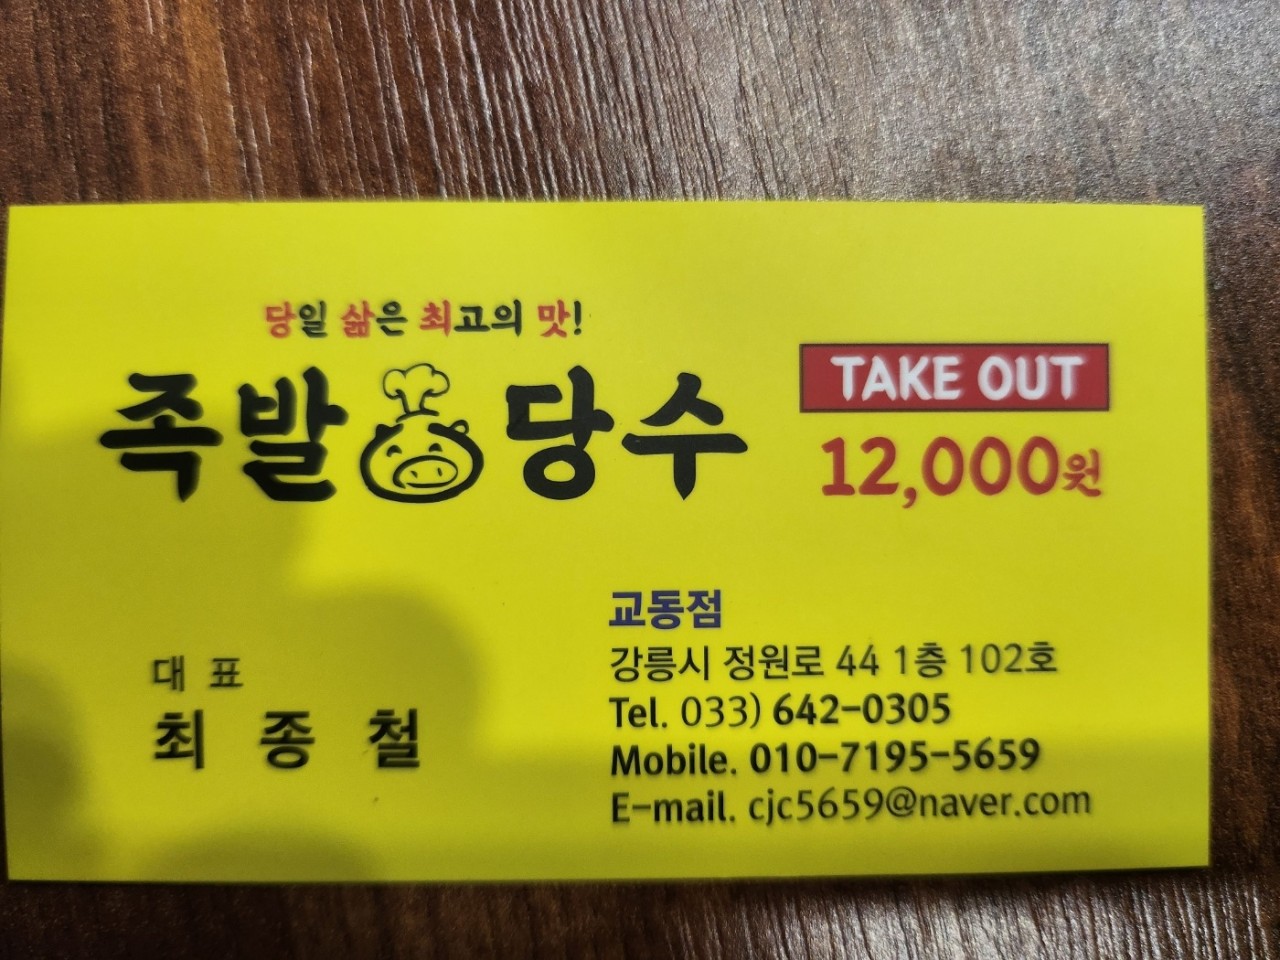 당일 삶은 최고의 맛!
족발 당수
TAKE OUT
12,000원
대 표
최 종 철
교동점
강릉시 정원로 44 1층 102호
Tel. 033) 642-0305
Mobile. 010-7195-5659
E-mail. cjc5659@naver.com